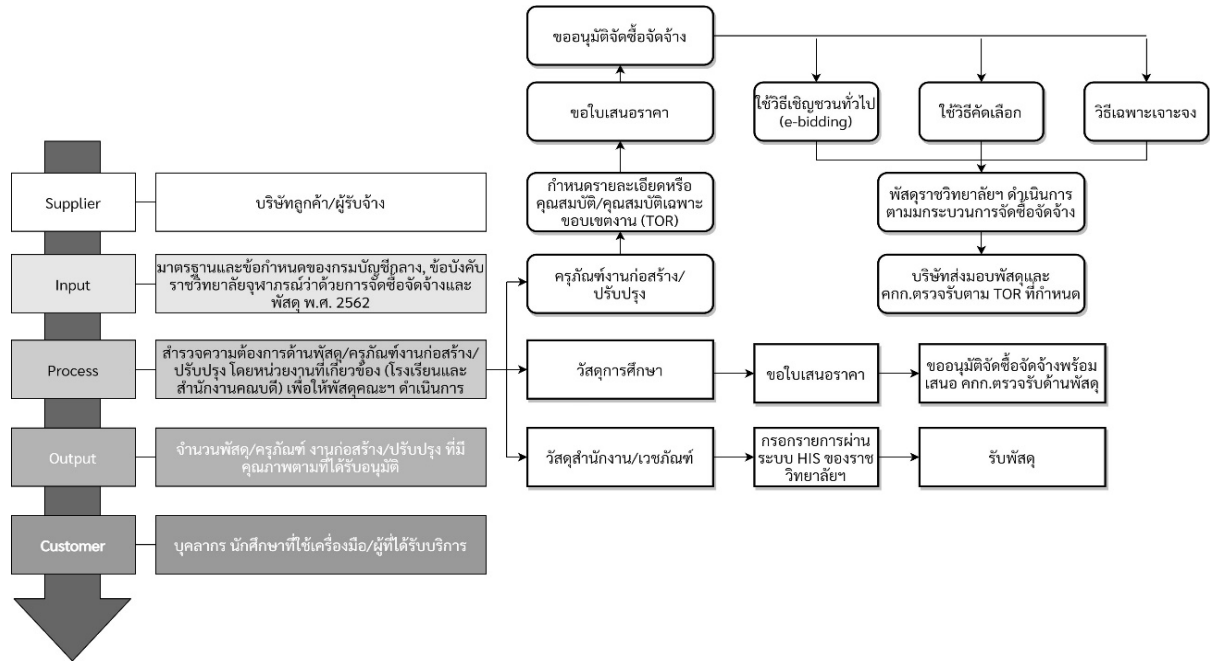 ขออนุมัติจัดซื้อจัดจ้าง
ขอใบเสนอราคา
ใช้วิธีเชิญชวนทั่วไป
(e-bidding)
ใช้วิธีคัดเลือก
วิธีเฉพาะเจาะจง
กำหนดรายละเอียดหรือ
คุณสมบัติ/คุณสมบัติเฉพาะ
ขอบเขตงาน (TOR)
พัสดุราชวิทยาลัยฯ ดำเนินการ
ตามมกระบวนการจัดซื้อจัดจ้าง
Supplier
บริษัทลูกค้า/ผู้รับจ้าง
Input
มาตรฐานและข้อกำหนดของกรมบัญชีกลาง, ข้อบังคับ
ราชวิทยาลัยจุฬาภรณ์ว่าด้วยการจัดซื้อจัดจ้างและ
พัสดุ พ.ศ. 2562
ครุภัณฑ์งานก่อสร้าง/
ปรับปรุง
บริษัทส่งมอบพัสดุและ
คกก.ตรวจรับตาม TOR ที่กำหนด
Process
สำรวจความต้องการด้านพัสดุ/ครุภัณฑ์งานก่อสร้าง/
ปรับปรุง โดยหน่วยงานที่เกี่ยวข้อง (โรงเรียนและ
สำนักงานคณบดี) เพื่อให้พัสดุคณะฯ ดำเนินการ
วัสดุการศึกษา
ขอใบเสนอราคา
ขออนุมัติจัดซื้อจัดจ้างพร้อม
เสนอ คกก.ตรวจรับด้านพัสดุ
Output
จำนวนพัสดุ/ครุภัณฑ์ งานก่อสร้าง/ปรับปรุง ที่มี
คุณภาพตามที่ได้รับอนุมัติ
วัสดุสำนักงาน/เวชภัณฑ์
กรอกรายการผ่าน
ระบบ HIS ของราช
วิทยาลัยฯ
รับพัสดุ
Customer
บุคลากร นักศึกษาที่ใช้เครื่องมือ/ผู้ที่ได้รับบริการ